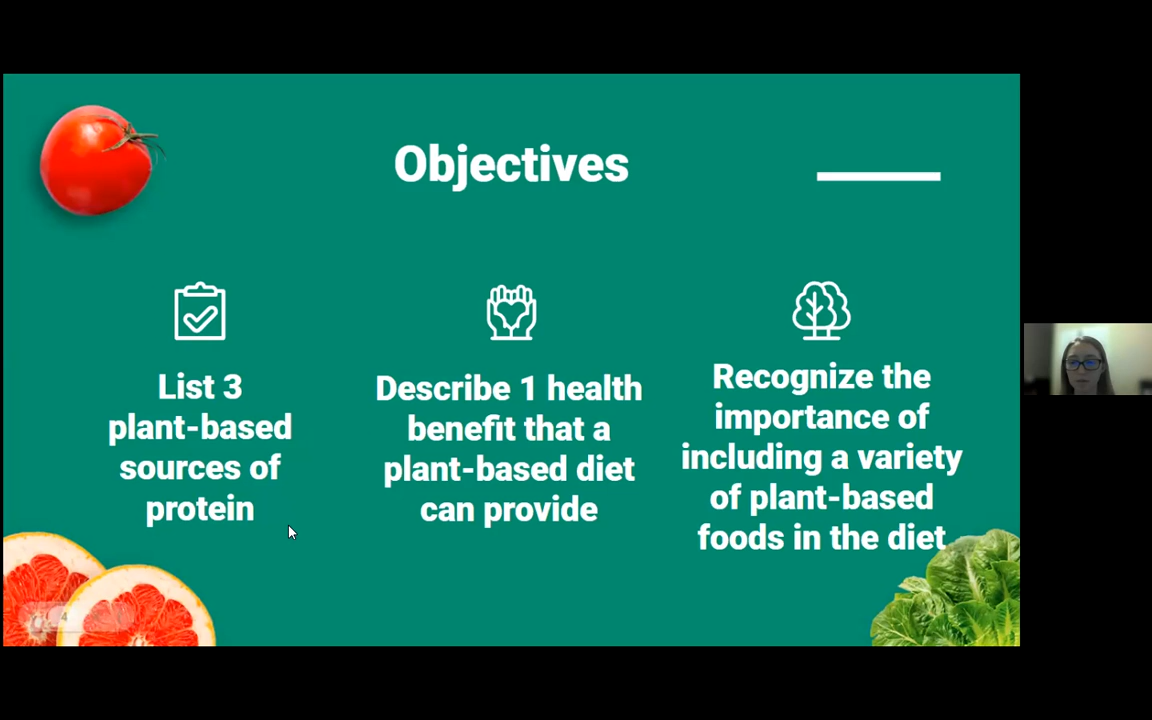 Objectives
List 3
plant-based
sources of
protein
Describe 1 health
benefit that a
plant-based diet
can provide
Recognize the
importance of
including a variety
of plant-based
foods in the diet
4